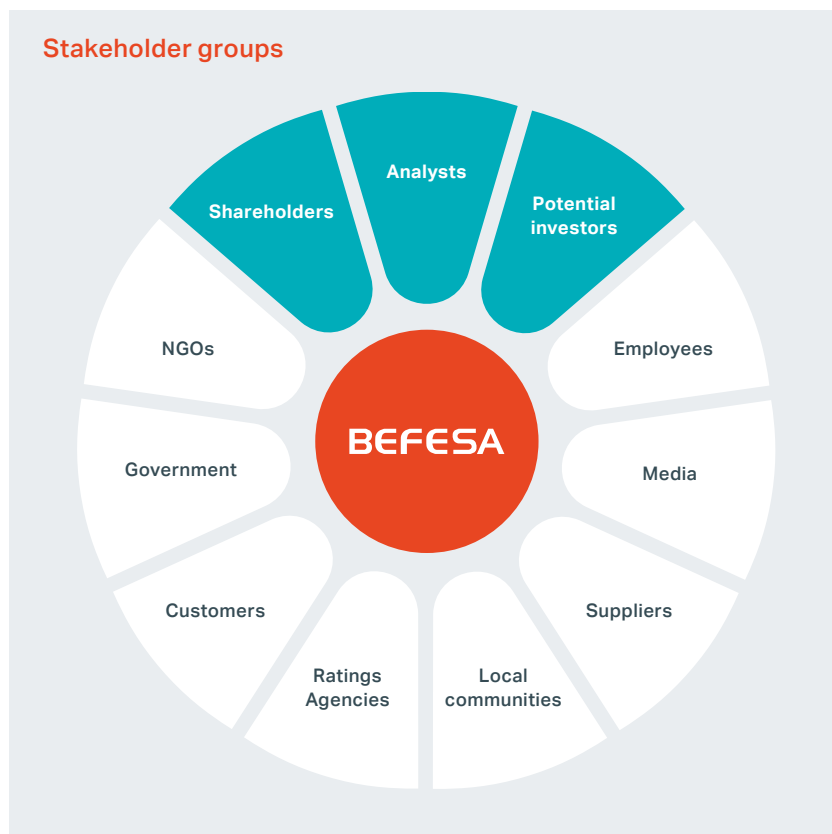 Stakeholder groups
Analysts
Shareholders
Potential
investors
NGOs
Employees
BEFESA
Government
Media
Customers
Suppliers
Ratings
Agencies
Local
communities